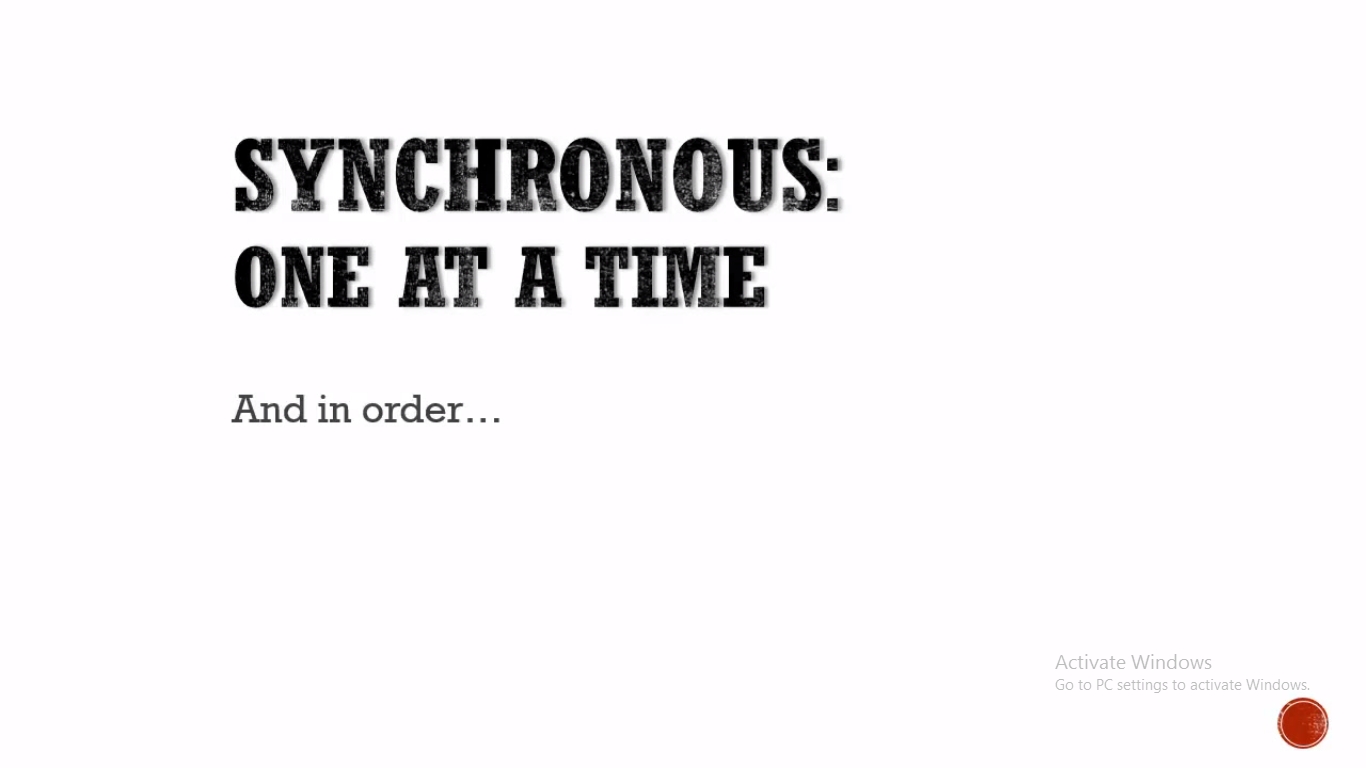 SYNCHRONOUS:
ONE AT A TIME
And in order…
Activate Windows
Go to PC settings to activate Windows.